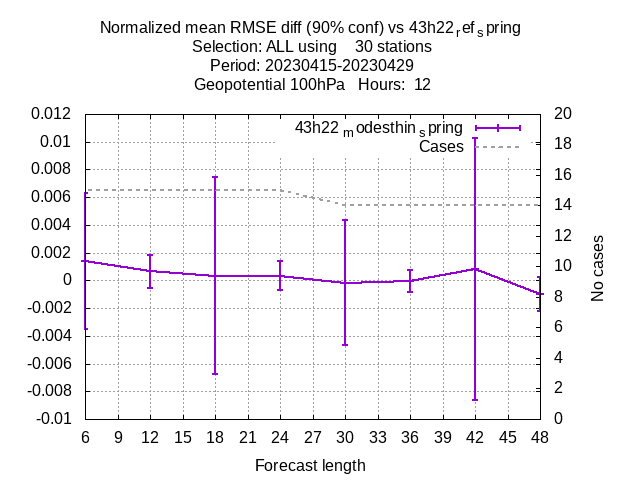 Normalized mean RMSE diff (90% conf) vs 43h22refspring
Selection: ALL using 30 stations
Period: 20230415-20230429
Geopotential 100hPa Hours: 12
43h22modesthinspring
Cases
0.012
0.01
0.008
0.006
0.004
0.002
0
-0.002
-0.004
-0.006
-0.008
-0.01
20
18
16
14
12
10
8
6
4
2
0
No cases
6 9 12 15 18 21 24 27 30 33 36 39 42 45 48
Forecast length